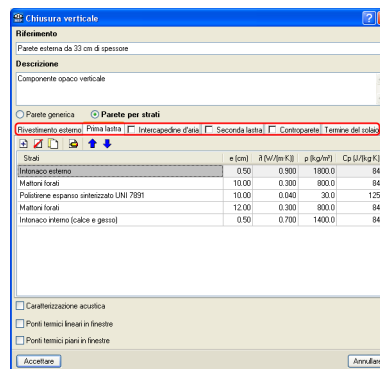 Chiusura verticale
Riferimento
Parete esterna da 33 cm di spessore
Descrizione
Componente opaco verticale
Parete generica Parete per strati
Rivestimento esterno Prima lastra Intercapedine d'aria Seconda lastra Controparete Termine del solaio
Strati e (cm) λ (W/(m·K)) ρ (kg/m³) Cp (J/(kg·K)
Intonaco esterno 0.50 0.900 1800.0 84
Mattoni forati 10.00 0.300 800.0 84
Polistirene espanso sinterizzato UNI 7891 10.00 0.040 30.0 125
Mattoni forati 12.00 0.300 800.0 84
Intonaco interno (calce e gesso) 0.50 0.700 1400.0 84
Caratterizzazione acustica
Ponti termici lineari in finestre
Ponti termici piani in finestre
Accettare Annullare